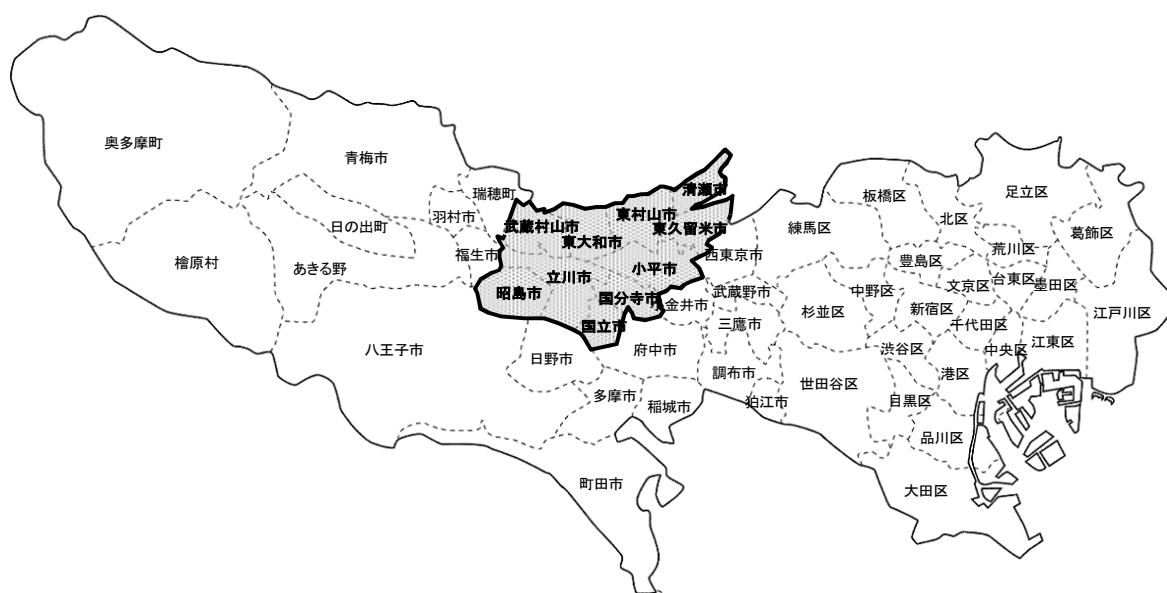 奥多摩町
青梅市
瑞穂町
羽村市
日の出町
檜原村
あきる野
福生市
八王子市
武蔵村山市
東大和市
東村山市
清瀬市
東久留米市
立川市
小平市
昭島市
国分寺市
国立市
小金井市
西東京市
武蔵野市
三鷹市
府中市
日野市
調布市
多摩市
稲城市
狛江市
町田市
練馬区
板橋区
北区
足立区
葛飾区
荒川区
豊島区
文京区
台東区
墨田区
中野区
杉並区
新宿区
千代田区
江戸川区
渋谷区
中央区
江東区
港区
世田谷区
目黒区
品川区
大田区